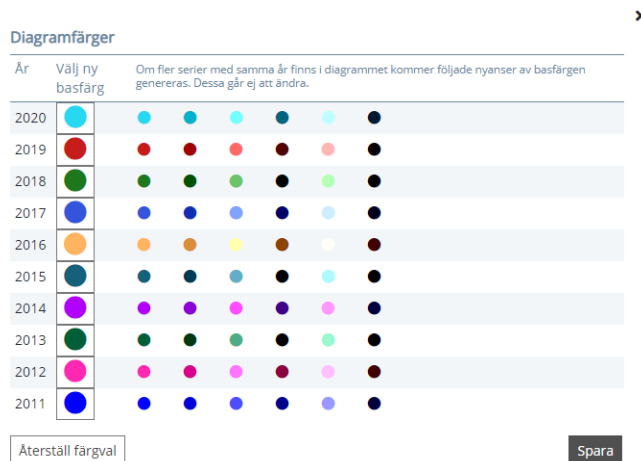 Diagramfärger
År Välj ny basfärg Om fler serier med samma år finns i diagrammet kommer följade nyanser av basfärgen
genereras. Dessa går ej att ändra.
2020
2019
2018
2017
2016
2015
2014
2013
2012
2011
Återställ färgval Spara